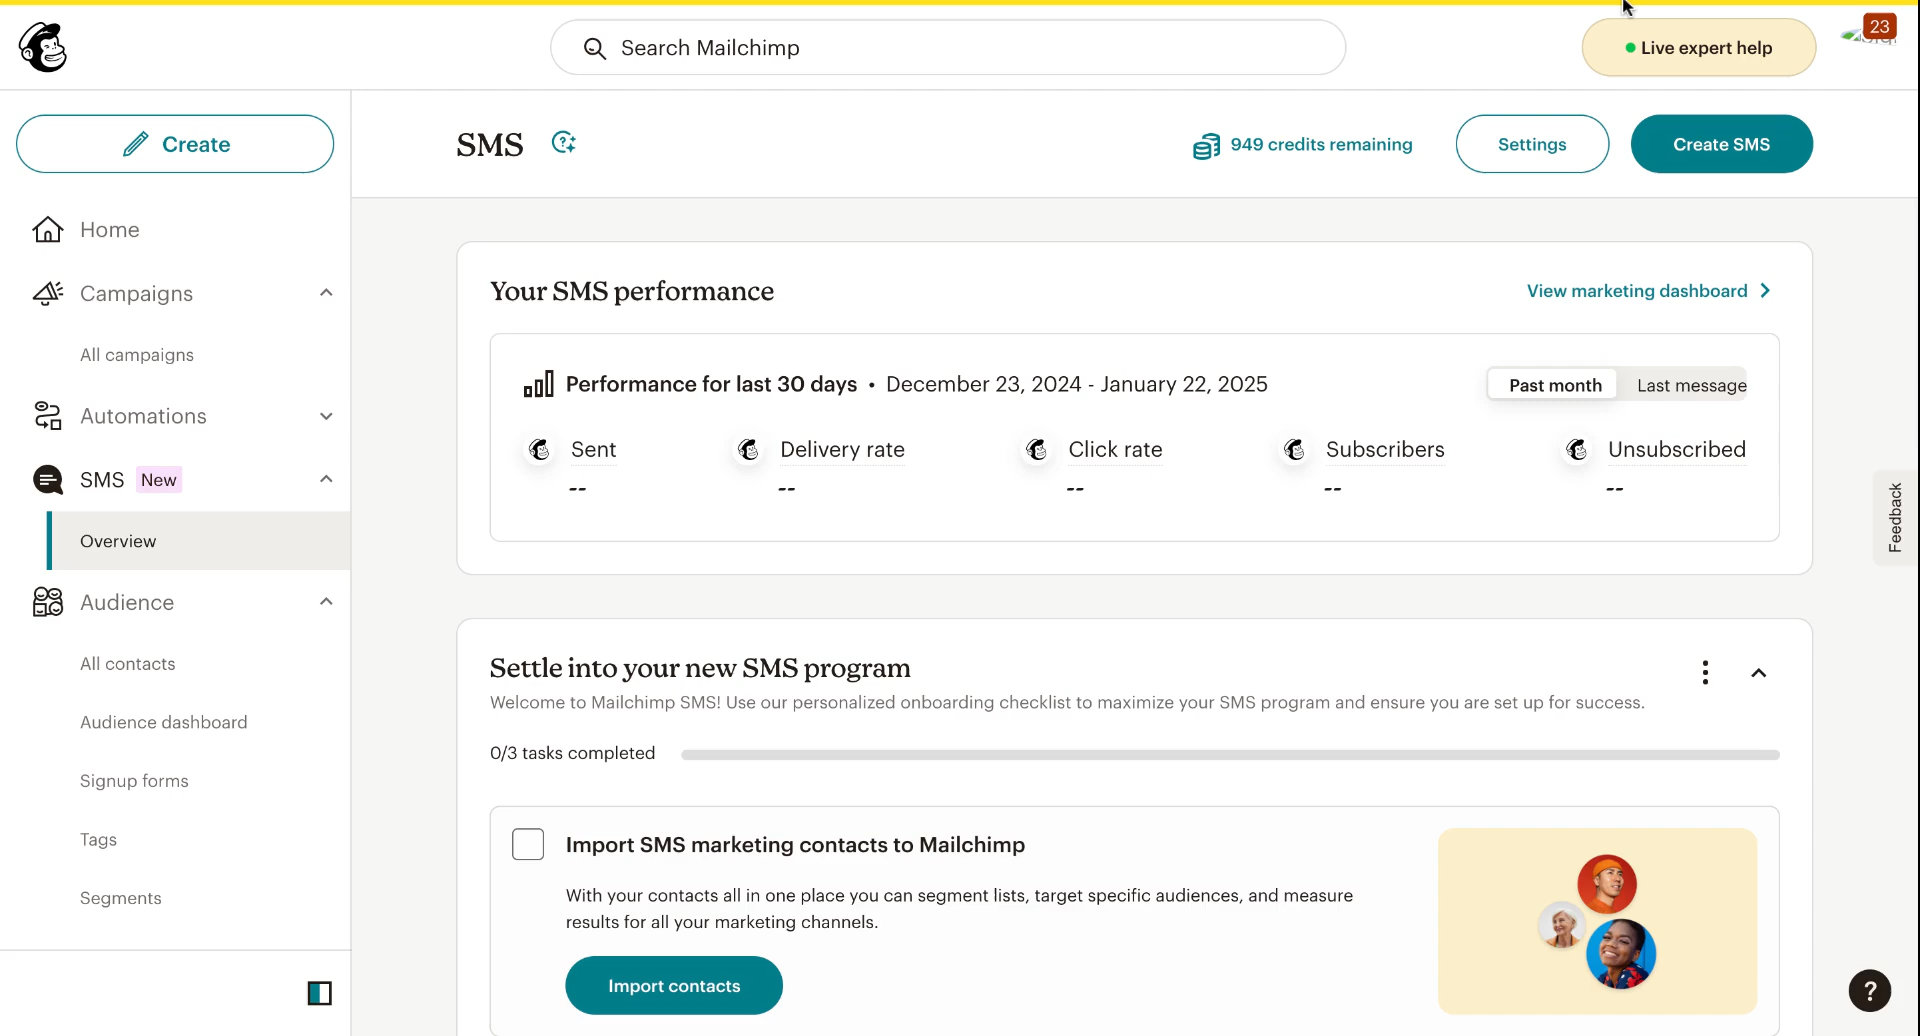 Search Mailchimp
Live expert help
23
Create
Home
Campaigns
All campaigns
Automations
SMS New
Overview
Audience
All contacts
Audience dashboard
Signup forms
Tags
Segments
SMS
949 credits remaining
Settings
Create SMS
Your SMS performance
View marketing dashboard
Performance for last 30 days • December 23, 2024 - January 22, 2025
Past month
Last message
Sent
--
Delivery rate
--
Click rate
--
Subscribers
--
Unsubscribed
--
Settle into your new SMS program
Welcome to Mailchimp SMS! Use our personalized onboarding checklist to maximize your SMS program and ensure you are set up for success.
0/3 tasks completed
Import SMS marketing contacts to Mailchimp
With your contacts all in one place you can segment lists, target specific audiences, and measure
results for all your marketing channels.
Import contacts
Feedback
?